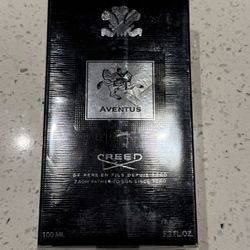 AVENTUS
CREED
DE PERE EN FILS DEPUIS 1760
FROM FATHER TO SON SINCE 1760
100 ML
3.3 FL.OZ.